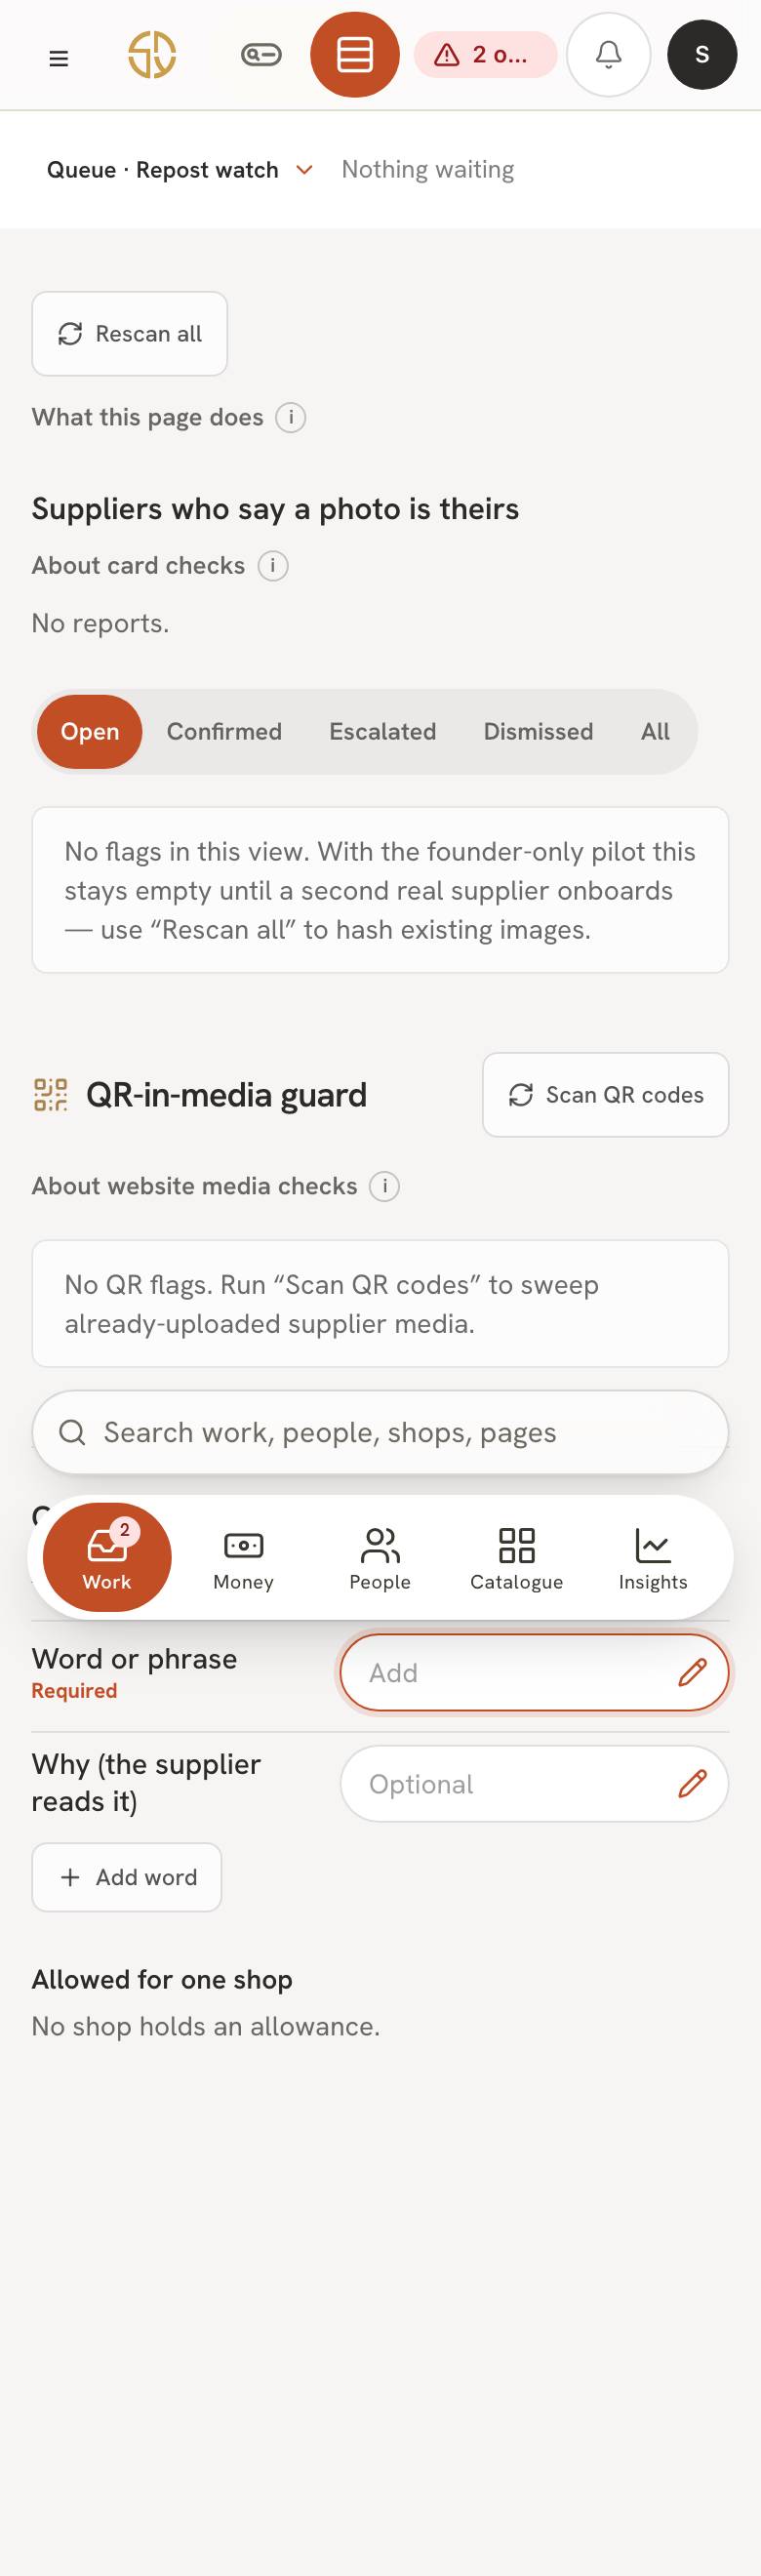 2 o...
S
Queue · Repost watch
Nothing waiting
Rescan all
What this page does
Suppliers who say a photo is theirs
About card checks
No reports.
Open
Confirmed
Escalated
Dismissed
All
No flags in this view. With the founder-only pilot this
stays empty until a second real supplier onboards
— use “Rescan all” to hash existing images.
QR-in-media guard
Scan QR codes
About website media checks
No QR flags. Run “Scan QR codes” to sweep
already-uploaded supplier media.
Search work, people, shops, pages
2
Work
Money
People
Catalogue
Insights
Word or phrase
Required
Add
Why (the supplier
reads it)
Optional
Add word
Allowed for one shop
No shop holds an allowance.